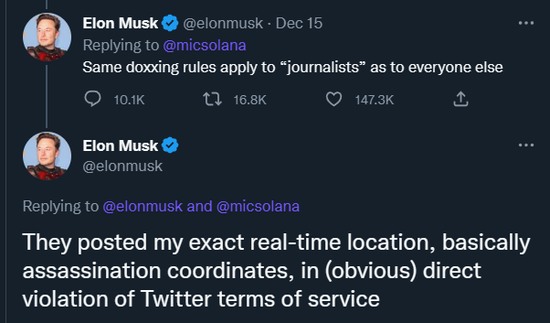 Elon Musk @elonmusk · Dec 15
Replying to @micsolana
Same doxxing rules apply to “journalists” as to everyone else
10.1K 16.8K 147.3K
Elon Musk
@elonmusk
Replying to @elonmusk and @micsolana
They posted my exact real-time location, basically
assassination coordinates, in (obvious) direct
violation of Twitter terms of service